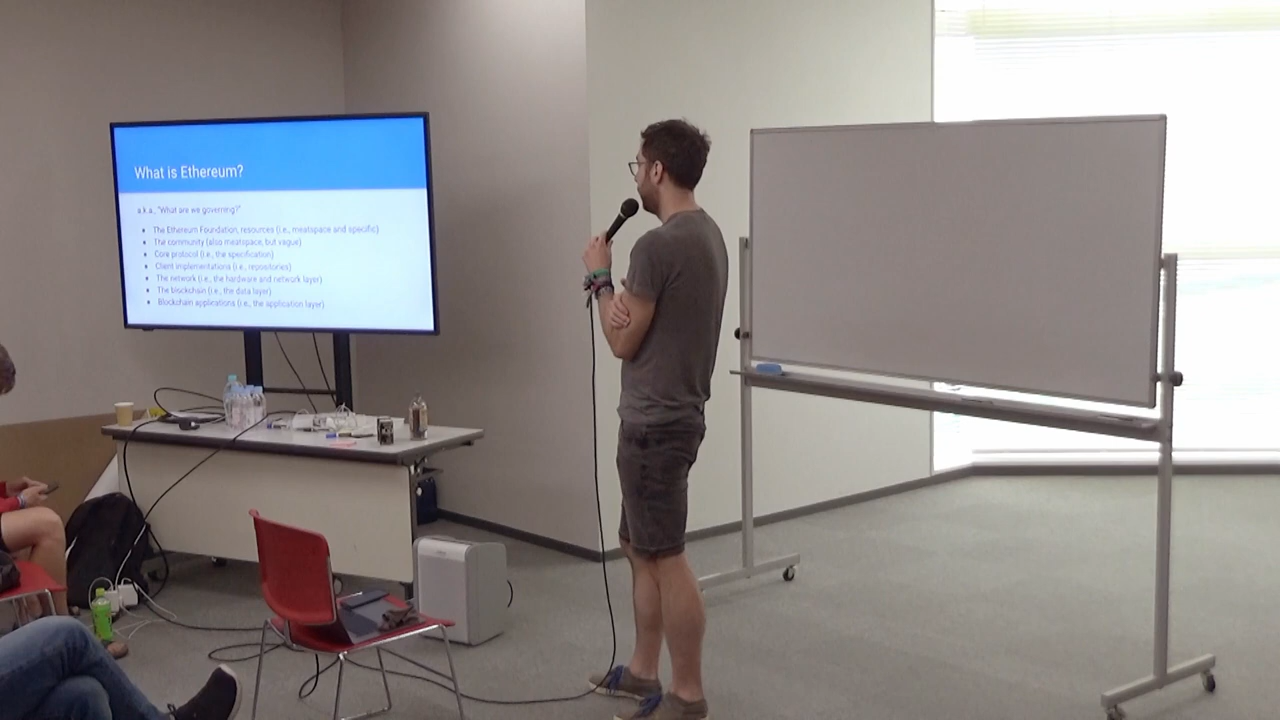 What is Ethereum?
a.k.a., "What are we governing?"
The Ethereum Foundation, resources (i.e., meatspace and specific)
The community (also meatspace, but vague)
Core protocol (i.e., the specification)
Client implementations (i.e., repositories)
The network (i.e., the hardware and network layer)
The blockchain (i.e., the data layer)
Blockchain applications (i.e., the application layer)